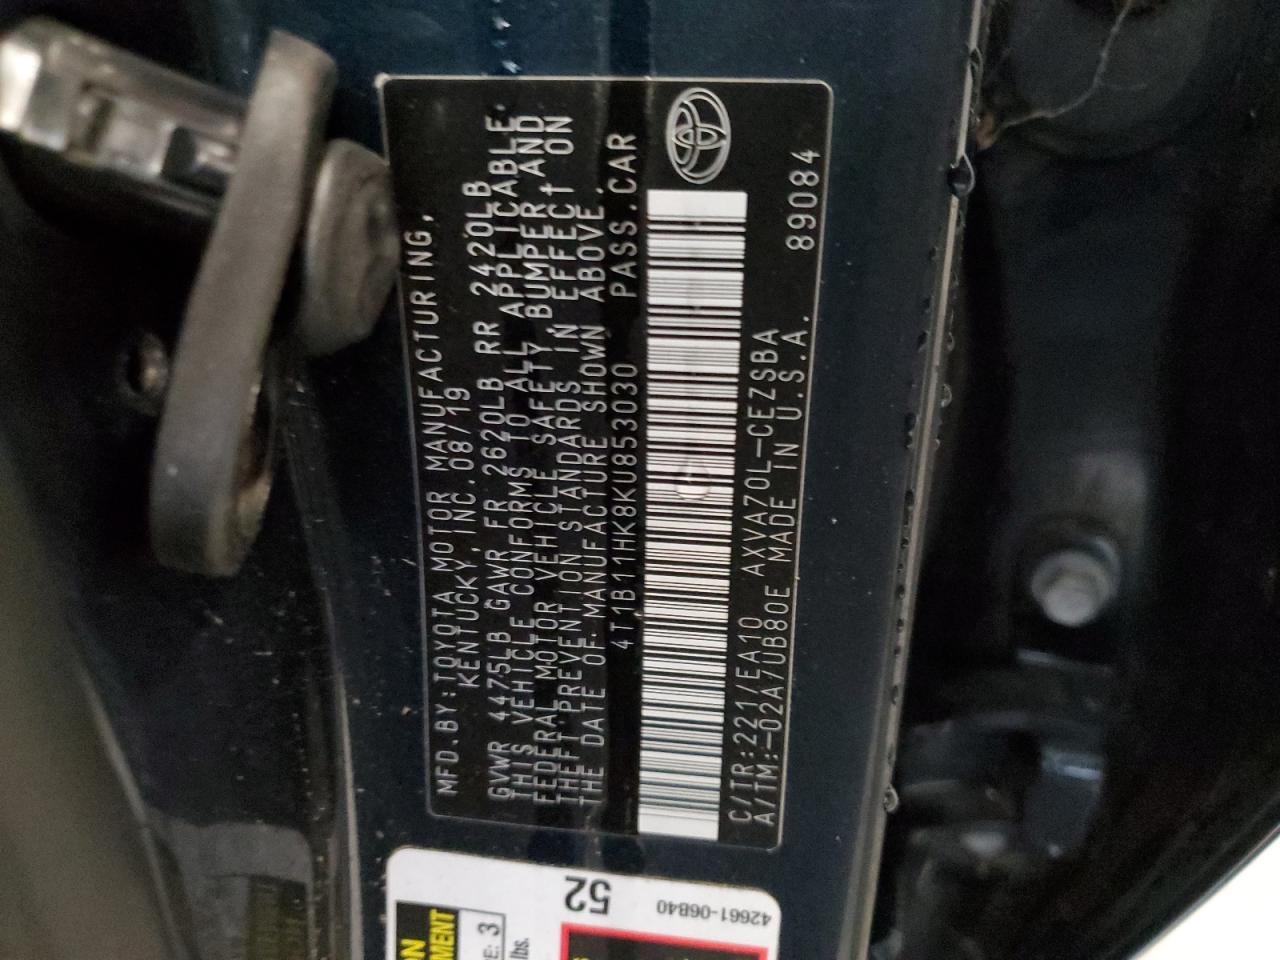 MFD.BY:TOYOTA MOTOR MANUFACTURING,
KENTUCKY, INC.08/19
GVWR 4475LB GAWR FR 2620LB RR 2420LB
THIS VEHICLE CONFORMS TO ALL APPLICABLE
FEDERAL MOTOR VEHICLE SAFETY, BUMPER, AND
THEFT PREVENTION STANDARDS IN EFFECT ON
THE DATE OF MANUFACTURE SHOWN ABOVE.
4T1B11HK8KU853030 PASS.CAR
C/TR:221/EA10 AXVA70L-CEZSBA
A/TM:-02A/UB80E MADE IN U.S.A. 89084
52
42661-06B40
3
lbs.